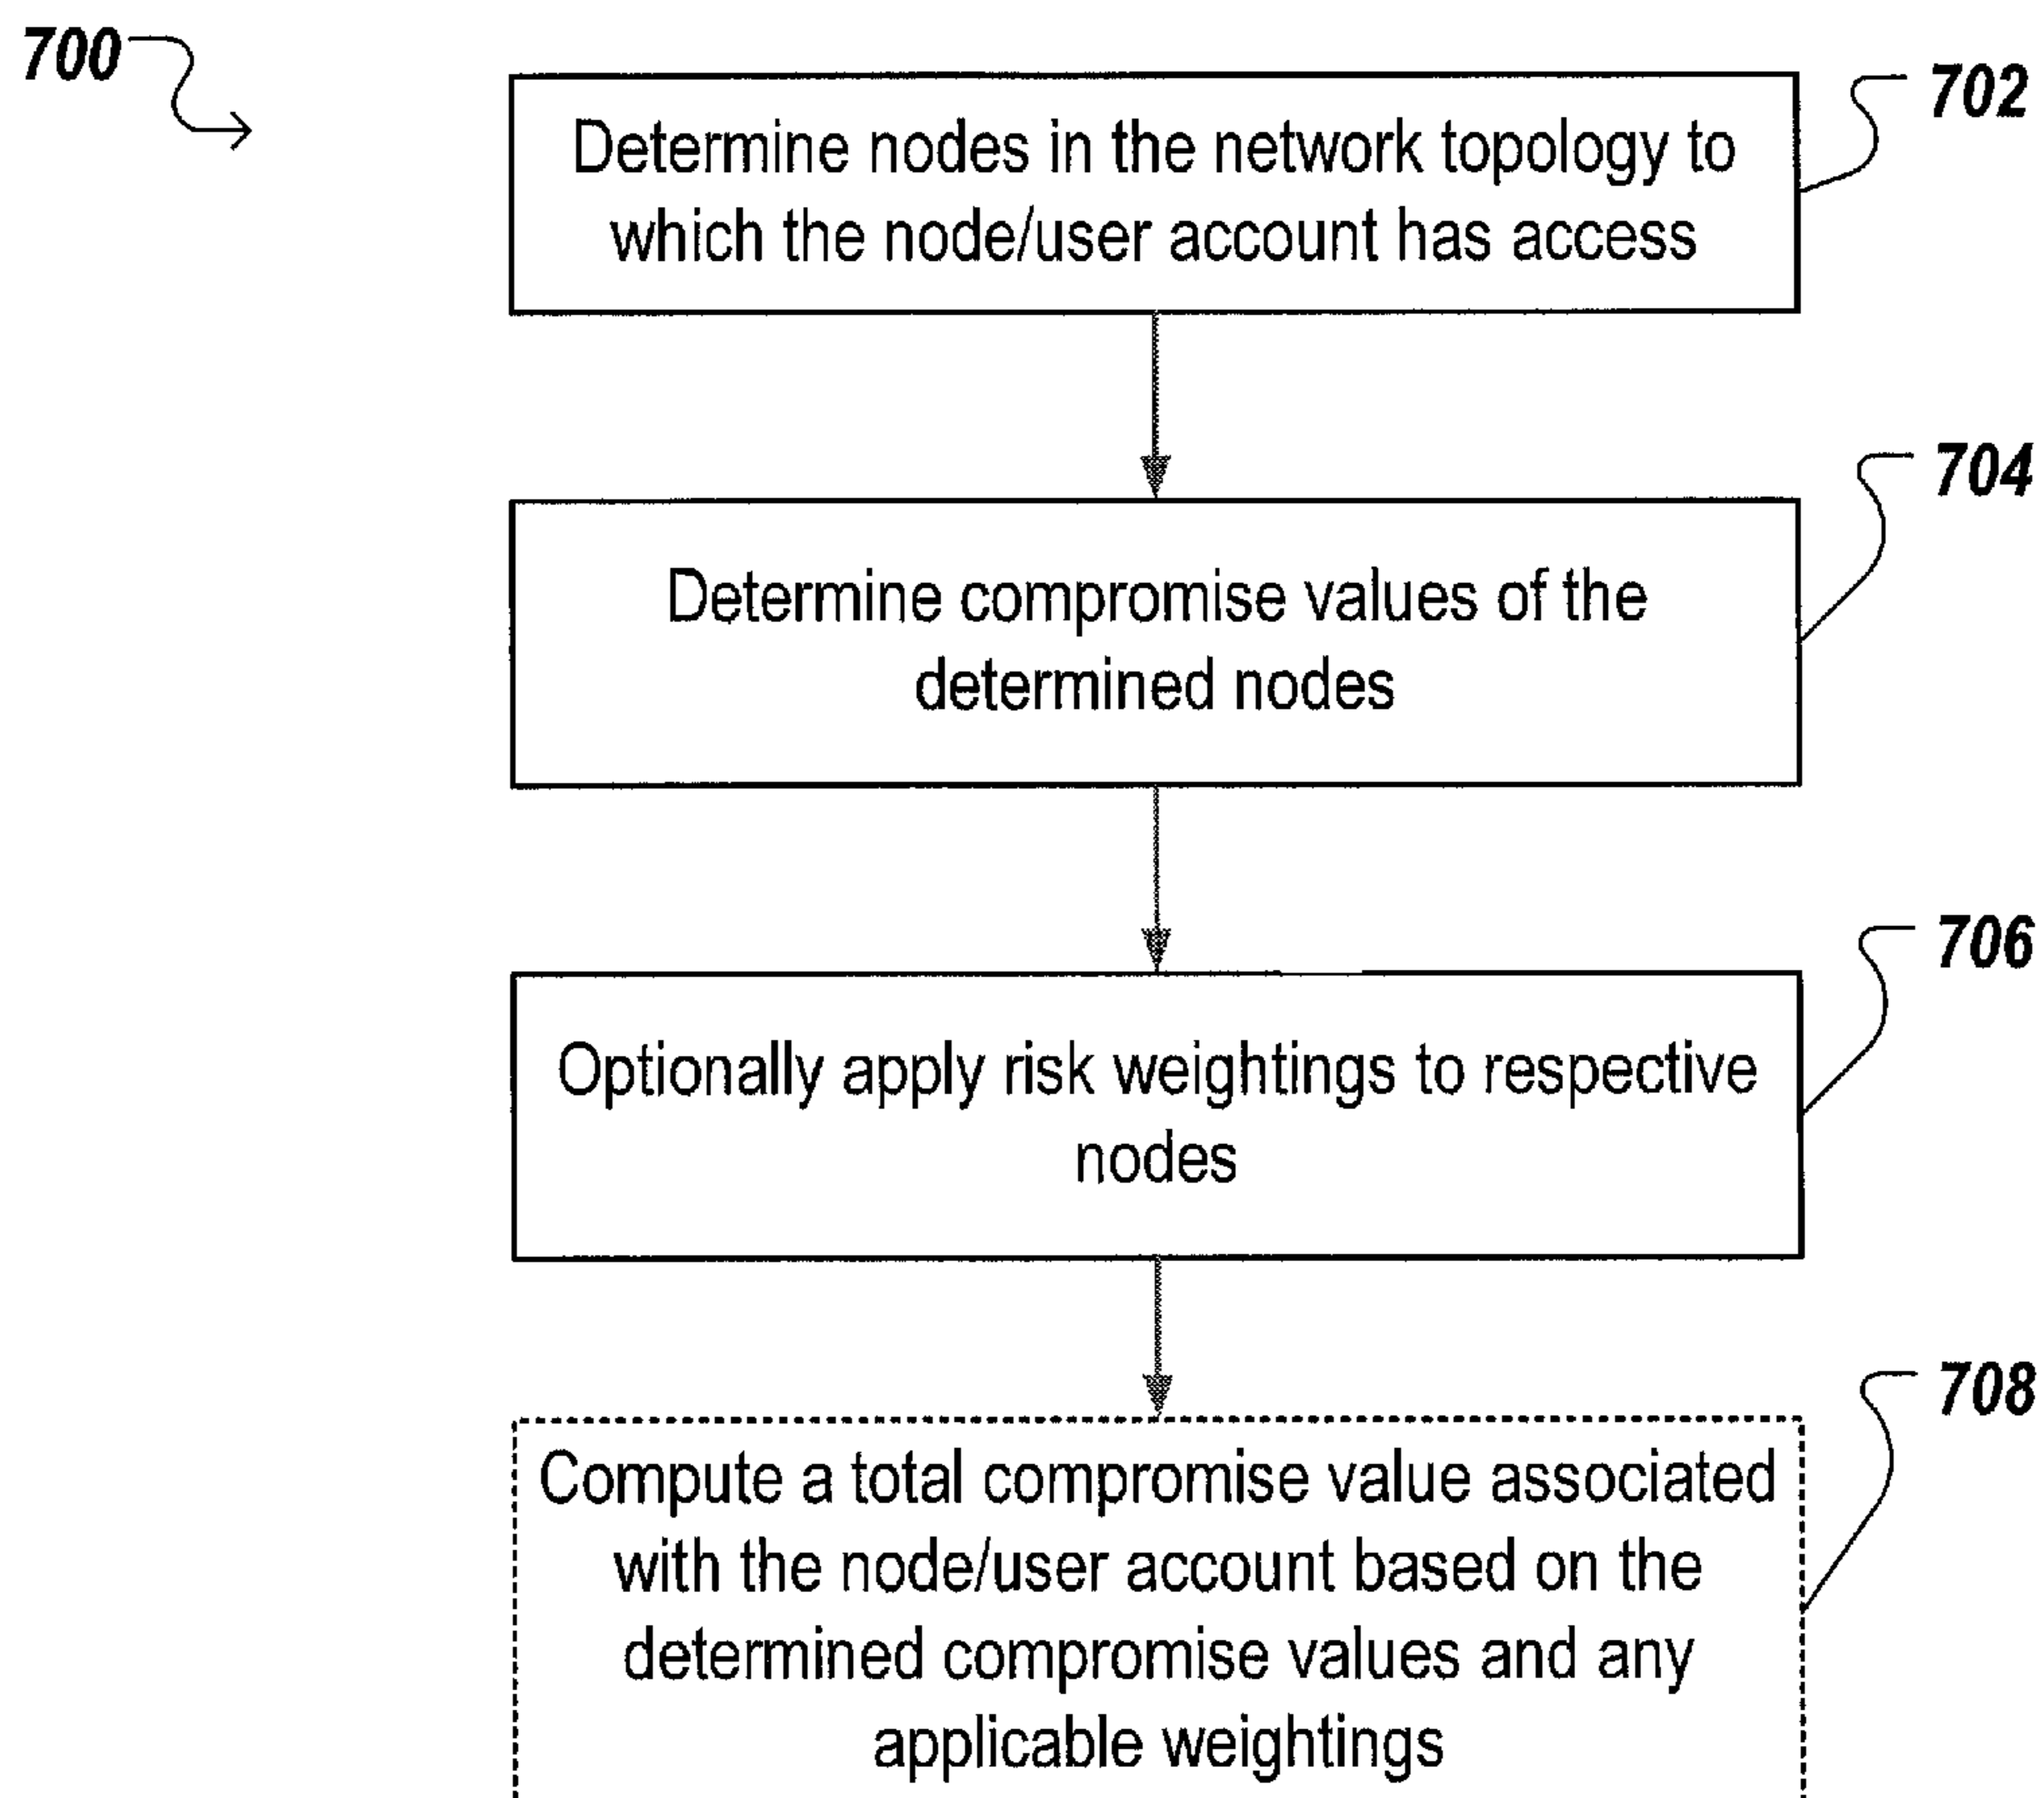 700
702
Determine nodes in the network topology to
which the node/user account has access
704
Determine compromise values of the
determined nodes
706
Optionally apply risk weightings to respective
nodes
708
Compute a total compromise value associated
with the node/user account based on the
determined compromise values and any
applicable weightings